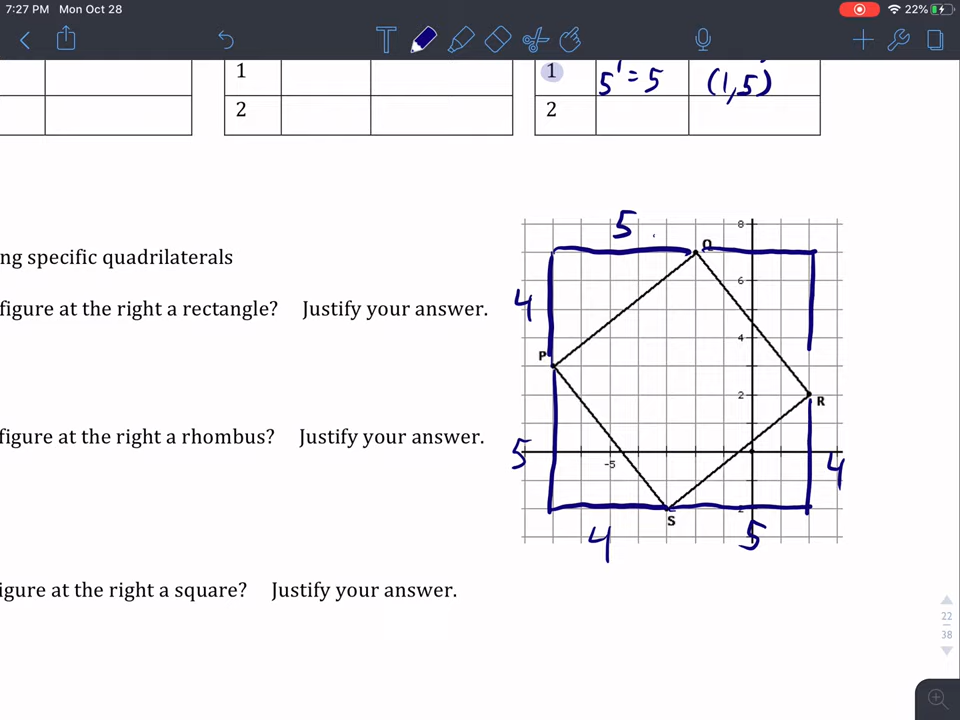 7:27 PM Mon Oct 28
22%
T
1
1
1
5¹ = 5
(1,5)
2
2
2
5
8
Q
ng specific quadrilaterals
6
figure at the right a rectangle? Justify your answer.
4
4
P
2
R
figure at the right a rhombus? Justify your answer.
5
-5
4
S
4
5
igure at the right a square? Justify your answer.
22
38